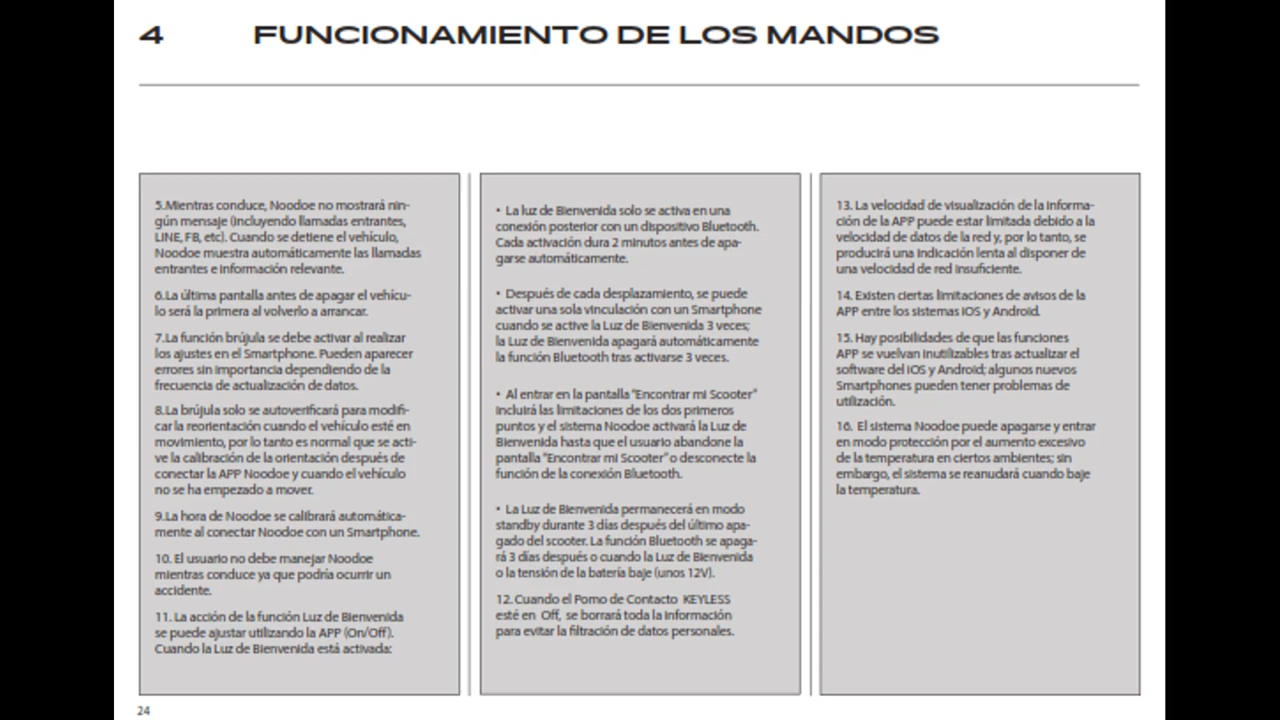 4 FUNCIONAMIENTO DE LOS MANDOS
5.Mientras conduce, Noodoe no mostrará nin-
gún mensaje (incluyendo llamadas entrantes,
LINE, FB, etc). Cuando se detiene el vehículo,
Noodoe muestra automáticamente las llamadas
entrantes e información relevante.
6.La última pantalla antes de apagar el vehícu-
lo será la primera al volverlo a arrancar.
7.La función brújula se debe activar al realizar
los ajustes en el Smartphone. Pueden aparecer
errores sin importancia dependiendo de la
frecuencia de actualización de datos.
8.La brújula solo se autoverificará para modifi-
car la reorientación cuando el vehículo esté en
movimiento, por lo tanto es normal que se acti-
ve la calibración de la orientación después de
conectar la APP Noodoe y cuando el vehículo
no se ha empezado a mover.
9.La hora de Noodoe se calibrará automática-
mente al conectar Noodoe con un Smartphone.
10. El usuario no debe manejar Noodoe
mientras conduce ya que podría ocurrir un
accidente.
11. La acción de la función Luz de Bienvenida
se puede ajustar utilizando la APP (On/Off).
Cuando la Luz de Bienvenida está activada:
• La luz de Bienvenida solo se activa en una
conexión posterior con un dispositivo Bluetooth.
Cada activación dura 2 minutos antes de apa-
garse automáticamente.
• Después de cada desplazamiento, se puede
activar una sola vinculación con un Smartphone
cuando se active la Luz de Bienvenida 3 veces;
la Luz de Bienvenida apagará automáticamente
la función Bluetooth tras activarse 3 veces.
• Al entrar en la pantalla "Encontrar mi Scooter"
incluirá las limitaciones de los dos primeros
puntos y el sistema Noodoe activará la Luz de
Bienvenida hasta que el usuario abandone la
pantalla "Encontrar mi Scooter" o desconecte la
función de la conexión Bluetooth.
• La Luz de Bienvenida permanecerá en modo
standby durante 3 días después del último apa-
gado del scooter. La función Bluetooth se apaga-
rá 3 días después o cuando la Luz de Bienvenida
o la tensión de la batería baje (unos 12V).
12. Cuando el Pomo de Contacto KEYLESS
esté en Off, se borrará toda la información
para evitar la filtración de datos personales.
13. La velocidad de visualización de la informa-
ción de la APP puede estar limitada debido a la
velocidad de datos de la red y, por lo tanto, se
producirá una indicación lenta al disponer de
una velocidad de red insuficiente.
14. Existen ciertas limitaciones de avisos de la
APP entre los sistemas iOS y Android.
15. Hay posibilidades de que las funciones
APP se vuelvan inutilizables tras actualizar el
software del iOS y Android; algunos nuevos
Smartphones pueden tener problemas de
utilización.
16. El sistema Noodoe puede apagarse y entrar
en modo protección por el aumento excesivo
de la temperatura en ciertos ambientes; sin
embargo, el sistema se reanudará cuando baje
la temperatura.
24